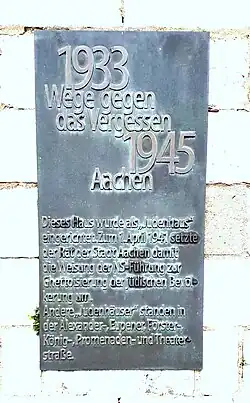 1933
Wege gegen
das Vergessen
1945
Aachen
Dieses Haus wurde als „Judenhaus“
eingerichtet. Zum 1. April 1941 setzte
der Rat der Stadt Aachen damit
die Weisung der NS-Führung zur
Ghettoisierung der jüdischen Bevöl-
kerung um.
Andere „Judenhäuser“ standen in
der Alexander-, Eupener, Förster-,
König-, Promenaden- und Theater-
straße.